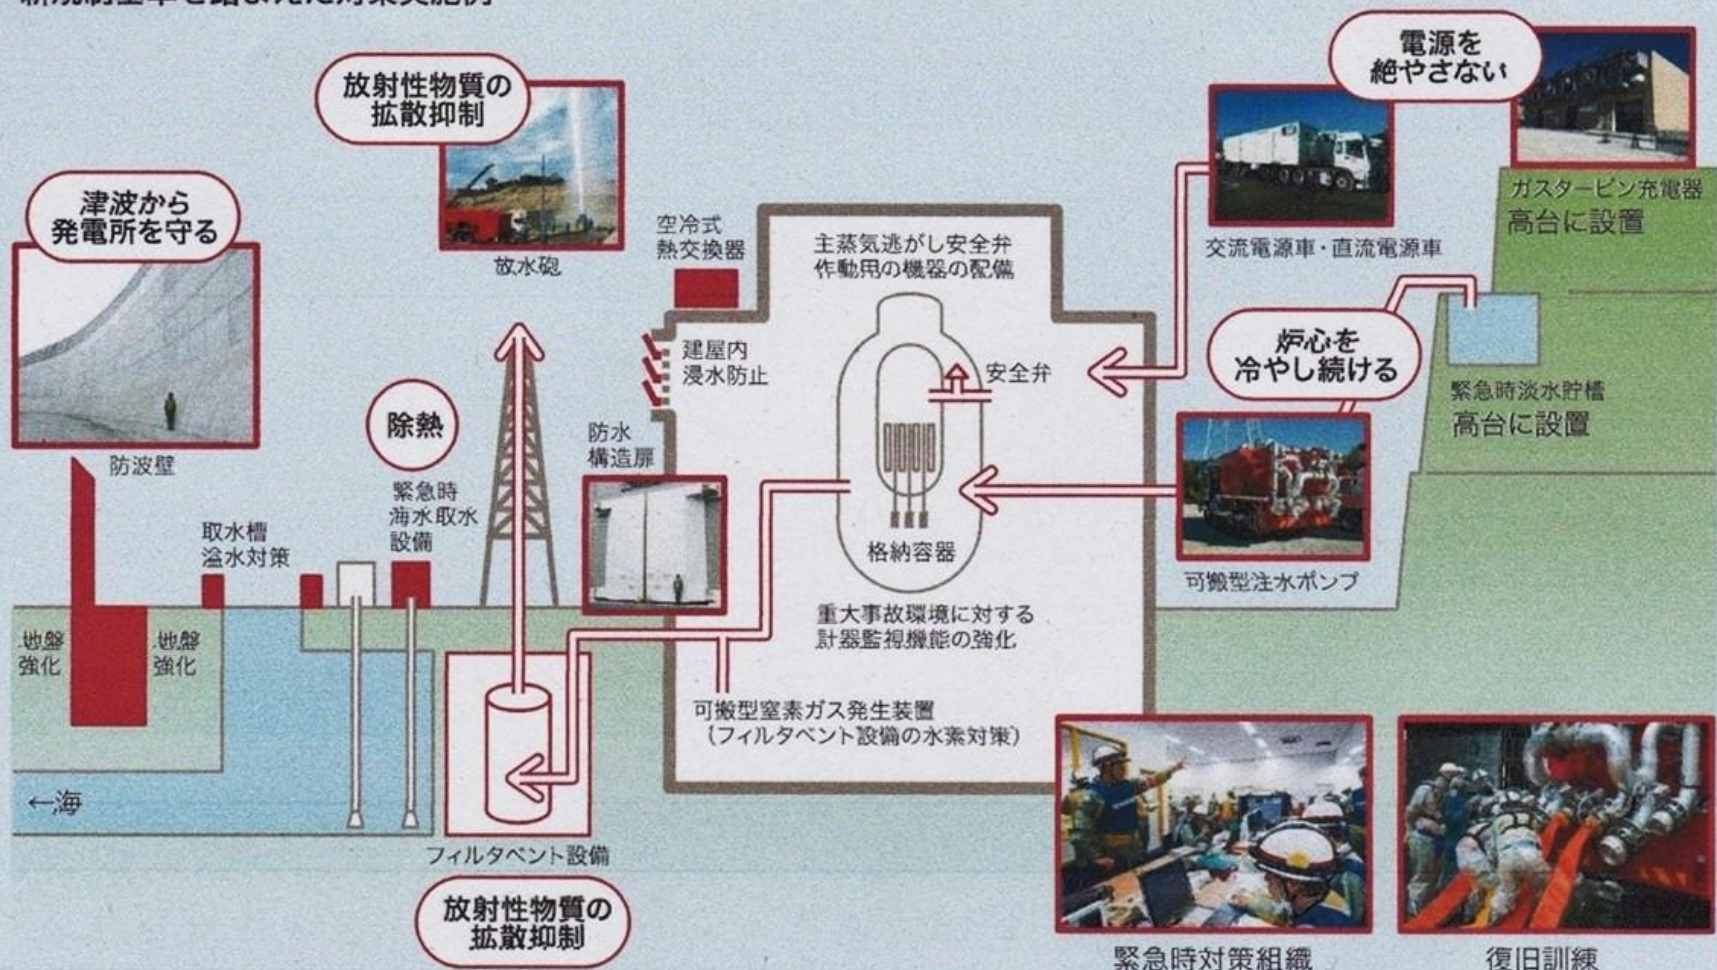 電源を
絶やさない
放射性物質の
拡散抑制
津波から
発電所を守る
ガスタービン充電器
高台に設置
空冷式
熱交換器
主蒸気逃がし安全弁
作動用の機器の配備
交流電源車・直流電源車
放水砲
炉心を
冷やし続ける
建屋内
浸水防止
安全弁
緊急時淡水貯槽
高台に設置
除熱
防水
構造扉
防波壁
緊急時
海水取水
設備
取水槽
溢水対策
格納容器
可搬型注水ポンプ
重大事故環境に対する
計器監視機能の強化
地盤
強化
地盤
強化
可搬型窒素ガス発生装置
(フィルタベント設備の水素対策)
←海
フィルタベント設備
放射性物質の
拡散抑制
緊急時対策組織
復旧訓練